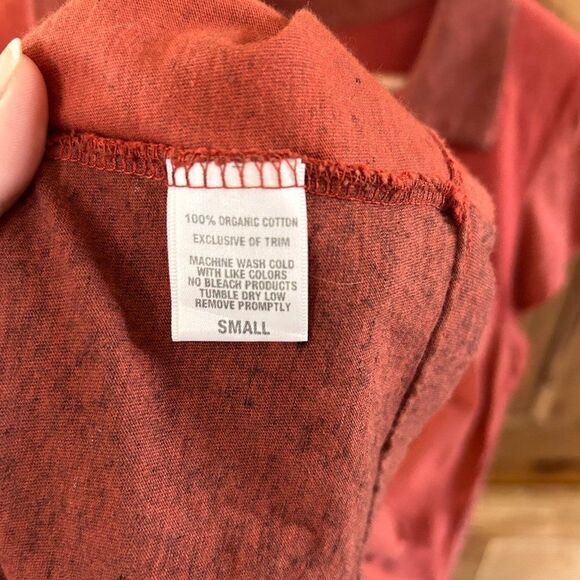 100% ORGANIC COTTON
EXCLUSIVE OF TRIM
MACHINE WASH COLD
WITH LIKE COLORS
NO BLEACH PRODUCTS
TUMBLE DRY LOW
REMOVE PROMPTLY
SMALL